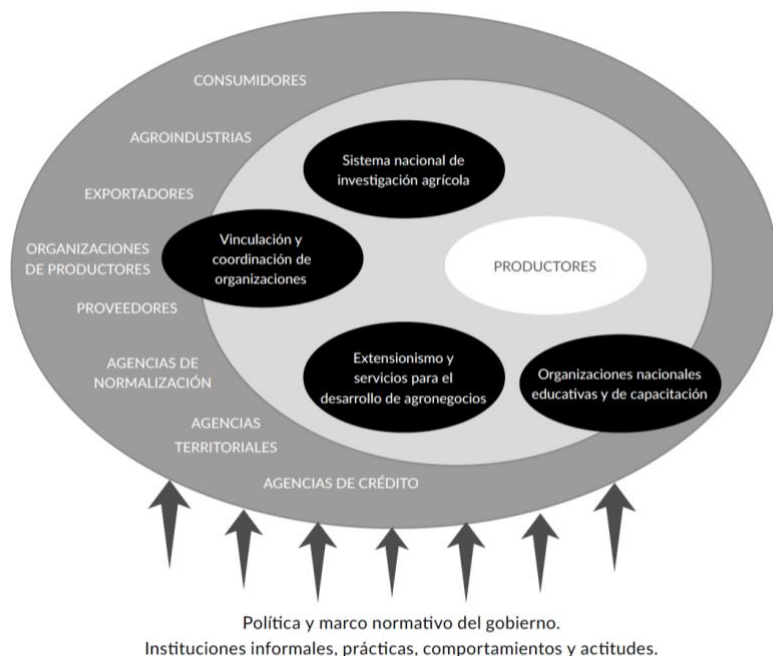 CONSUMIDORES
AGROINDUSTRIAS
Sistema nacional de
investigación agrícola
EXPORTADORES
ORGANIZACIONES
DE PRODUCTORES
Vinculación y
coordinación de
organizaciones
PRODUCTORES
PROVEEDORES
AGENCIAS DE
NORMALIZACIÓN
Extensionismo y
servicios para el
desarrollo de agronegocios
Organizaciones nacionales
educativas y de capacitación
AGENCIAS
TERRITORIALES
AGENCIAS DE CRÉDITO
Política y marco normativo del gobierno.
Instituciones informales, prácticas, comportamientos y actitudes.